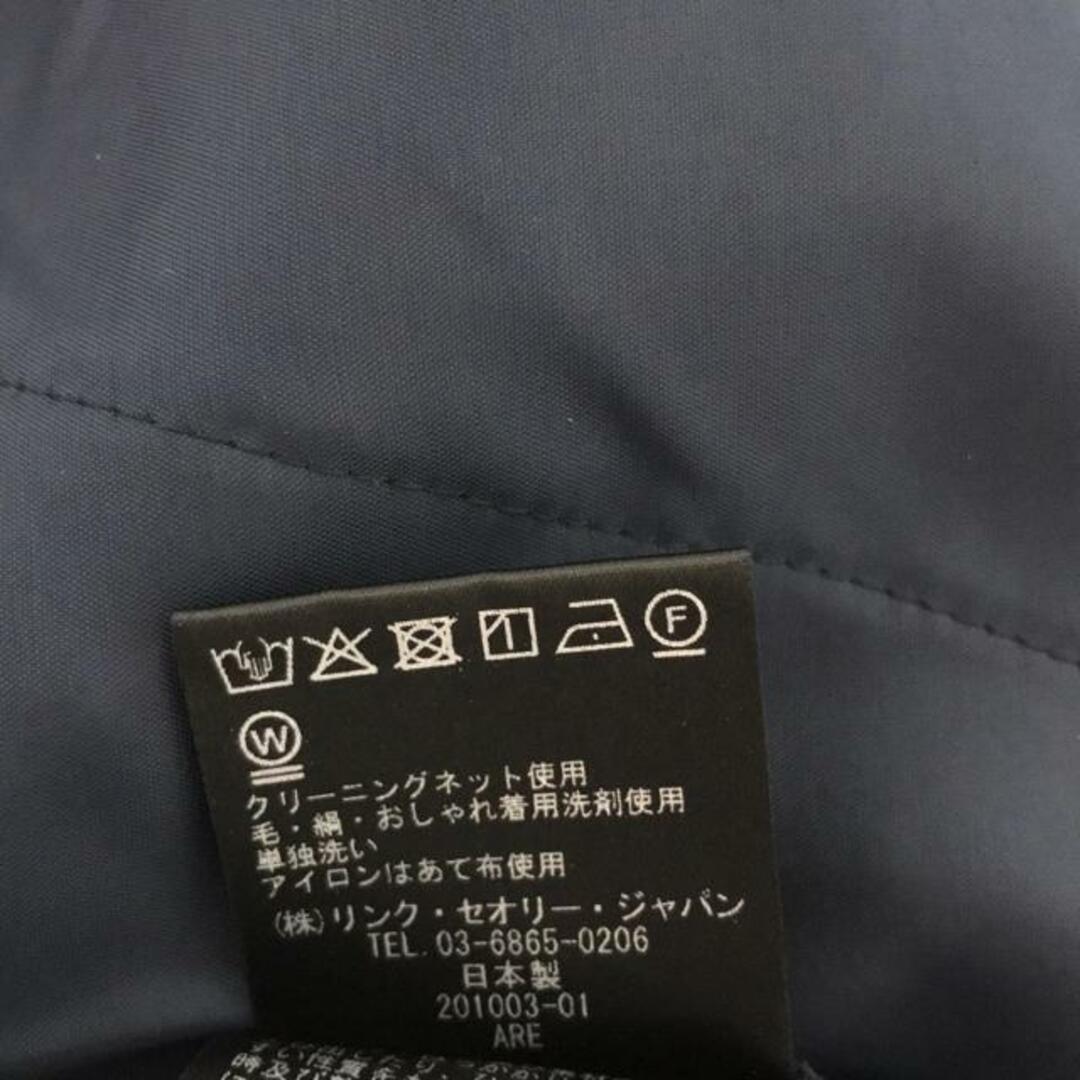 F
W
クリーニングネット使用
毛・絹・おしゃれ着用洗剤使用
単独洗い
アイロンはあて布使用
(株)リンク・セオリー・ジャパン
TEL. 03-6865-0206
日本製
201003-01
ARE